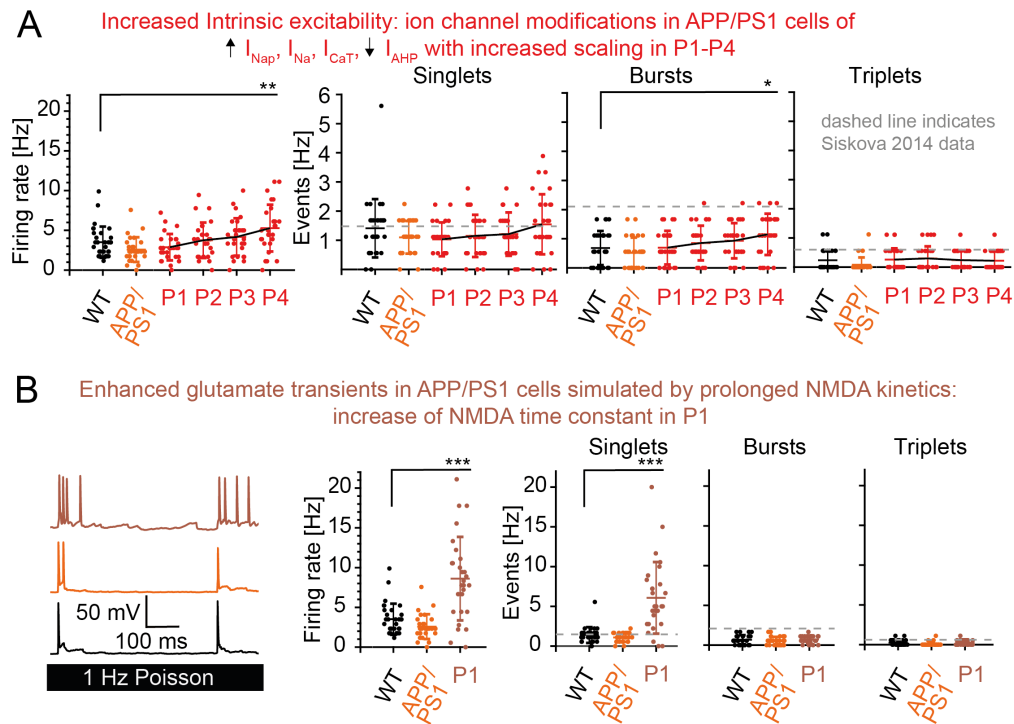 A
Increased Intrinsic excitability: ion channel modifications in APP/PS1 cells of
↑ INap, INa, ICaT, ↓ IAHP with increased scaling in P1-P4
Singlets
Bursts
Triplets
Firing rate [Hz]
20
15
10
5
0
**
WT
APP/
PS1
P1
P2
P3
P4
Events [Hz]
6
5
4
3
2
1
WT
APP/
PS1
P1
P2
P3
P4
*
WT
APP/
PS1
P1
P2
P3
P4
dashed line indicates
Siskova 2014 data
WT
APP/
PS1
P1
P2
P3
P4
B
Enhanced glutamate transients in APP/PS1 cells simulated by prolonged NMDA kinetics:
increase of NMDA time constant in P1
50 mV
100 ms
1 Hz Poisson
Firing rate [Hz]
20
15
10
5
0
***
WT
APP/
PS1
P1
Singlets
Bursts
Triplets
Events [Hz]
20
15
10
5
0
***
WT
APP/
PS1
P1
WT
APP/
PS1
P1
WT
APP/
PS1
P1